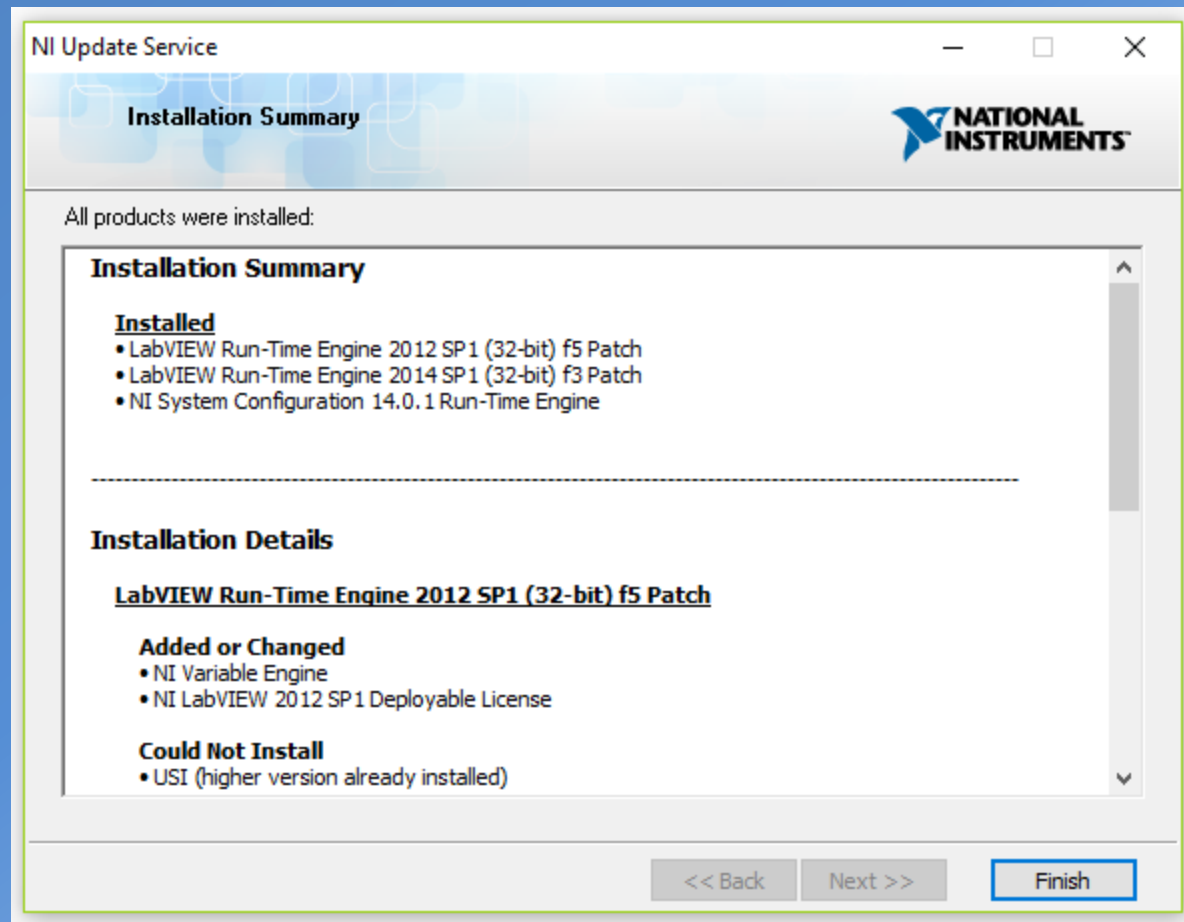 NI Update Service
Installation Summary
NATIONAL
INSTRUMENTS™
All products were installed:
Installation Summary
Installed
• LabVIEW Run-Time Engine 2012 SP1 (32-bit) f5 Patch
• LabVIEW Run-Time Engine 2014 SP1 (32-bit) f3 Patch
• NI System Configuration 14.0.1 Run-Time Engine
Installation Details
LabVIEW Run-Time Engine 2012 SP1 (32-bit) f5 Patch
Added or Changed
• NI Variable Engine
• NI LabVIEW 2012 SP1 Deployable License
Could Not Install
• USI (higher version already installed)
<< Back Next >> Finish